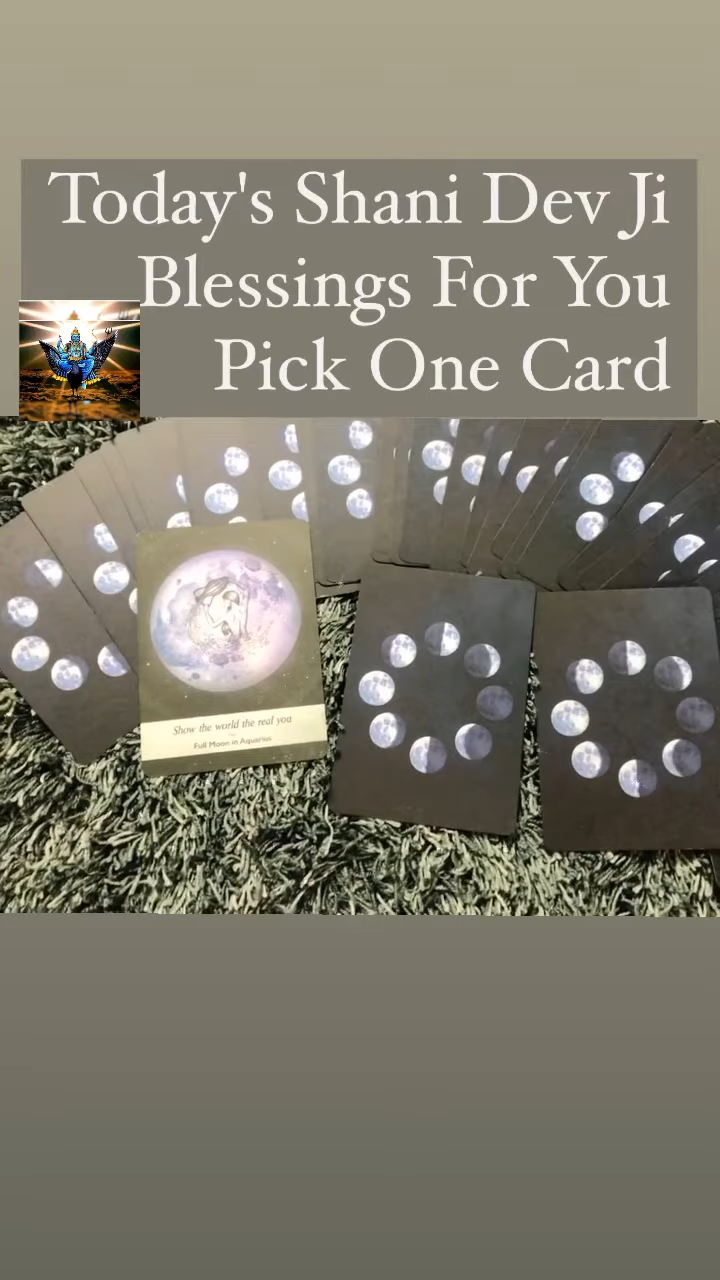 Today's Shani Dev Ji
Blessings For You
Pick One Card
Show the world the real you
Full Moon in Aquarius